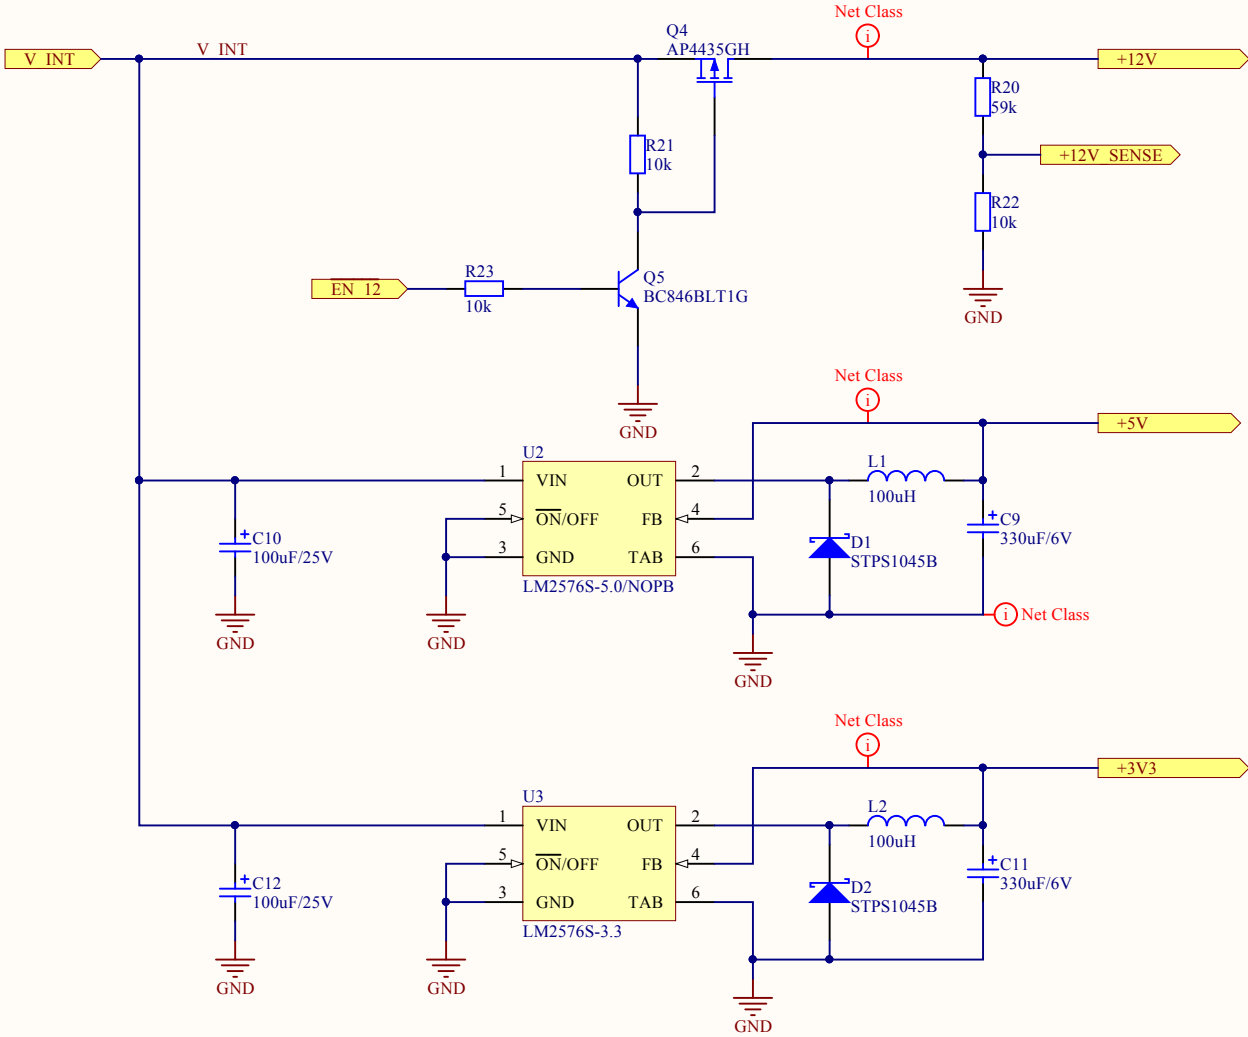 Net Class
Q4
AP4435GH
V_INT
V_INT
+12V
R20
59k
R21
10k
+12V_SENSE
R22
10k
R23
10k
EN_12
Q5
BC846BLT1G
GND
GND
Net Class
+5V
U2
1
VIN
OUT
2
L1
100uH
5
ON/OFF
FB
4
C10
100uF/25V
C9
330uF/6V
3
GND
TAB
6
D1
STPS1045B
LM2576S-5.0/NOPB
Net Class
GND
GND
GND
Net Class
+3V3
U3
1
VIN
OUT
2
L2
100uH
5
ON/OFF
FB
4
C12
100uF/25V
C11
330uF/6V
3
GND
TAB
6
D2
STPS1045B
LM2576S-3.3
GND
GND
GND